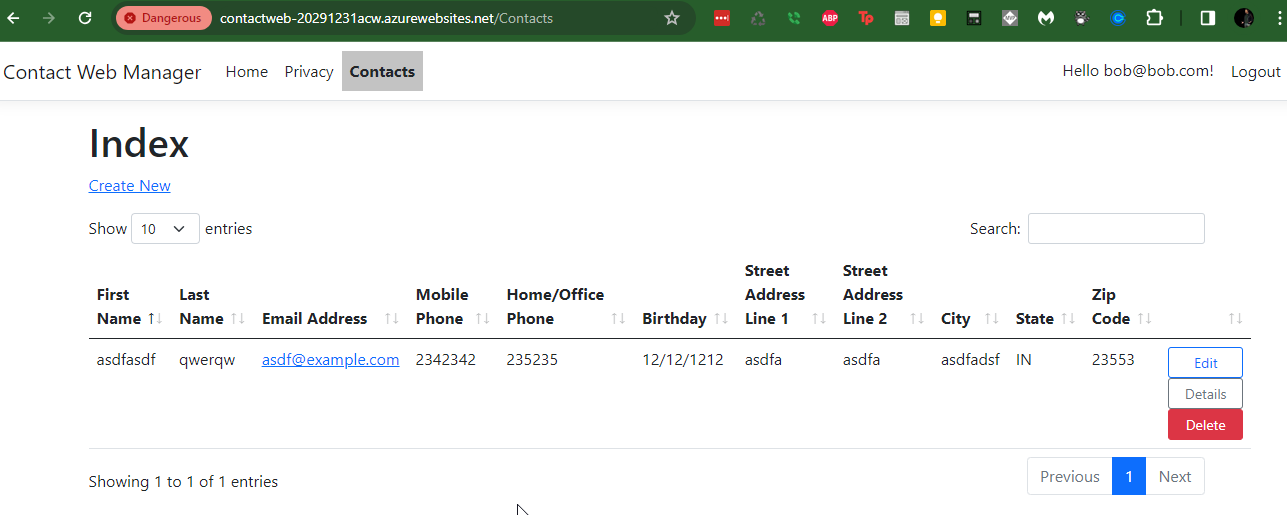 Dangerous contactweb-20291231acw.azurewebsites.net/Contacts ABP Tp
Contact Web Manager Home Privacy Contacts Hello bob@bob.com! Logout
Index
Create New
Show 10 entries Search:
First Name Last Name Email Address Mobile Phone Home/Office Phone Birthday Street Address Line 1 Street Address Line 2 City State Zip Code
asdfasdf qwerqw asdf@example.com 2342342 235235 12/12/1212 asdfa asdfa asdfadsf IN 23553 Edit
Details
Delete
Showing 1 to 1 of 1 entries Previous 1 Next